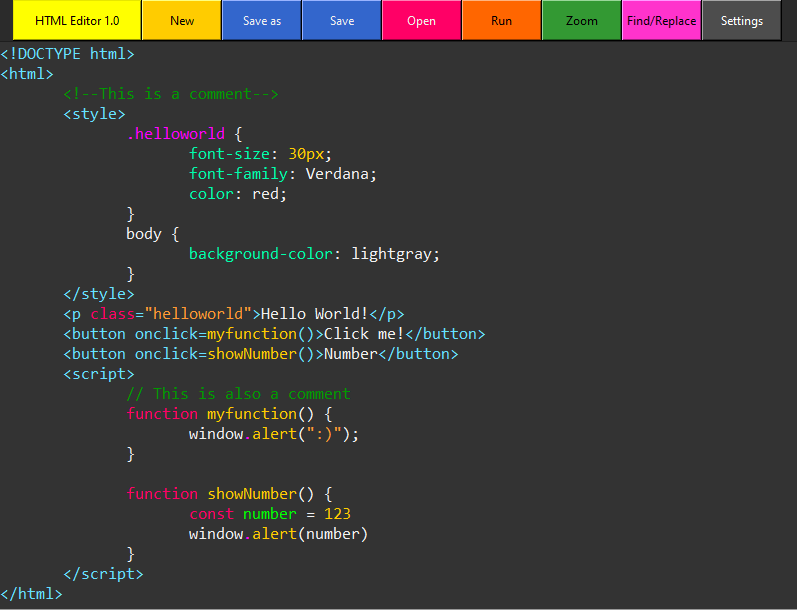 HTML Editor 1.0 New Save as Save Open Run Zoom Find/Replace Settings
<!DOCTYPE html>
<html>
<!--This is a comment-->
<style>
.helloworld {
font-size: 30px;
font-family: Verdana;
color: red;
}
body {
background-color: lightgray;
}
</style>
<p class="helloworld">Hello World!</p>
<button onclick=myfunction()>Click me!</button>
<button onclick=showNumber()>Number</button>
<script>
// This is also a comment
function myfunction() {
window.alert(":)");
}
function showNumber() {
const number = 123
window.alert(number)
}
</script>
</html>